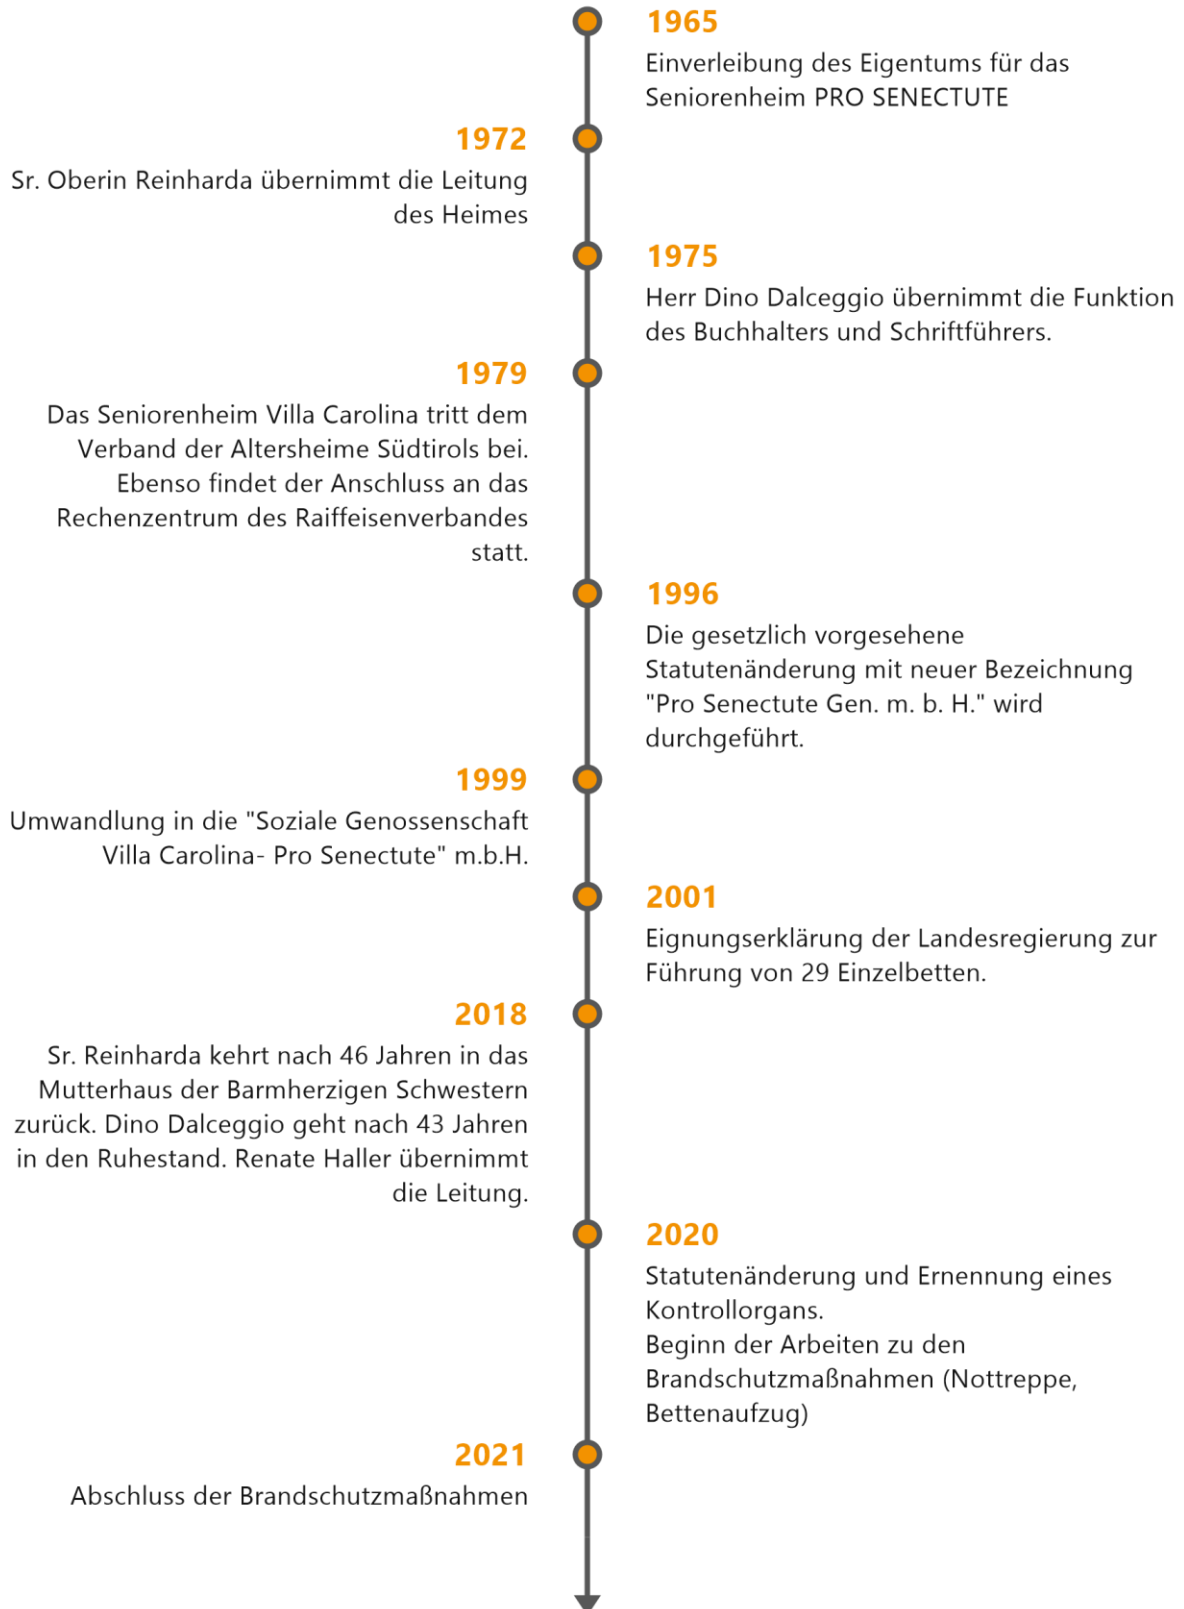 1965
Einverleibung des Eigentums für das
Seniorenheim PRO SENECTUTE
1972
Sr. Oberin Reinharda übernimmt die Leitung
des Heimes
1975
Herr Dino Dalceggio übernimmt die Funktion
des Buchhalters und Schriftführers.
1979
Das Seniorenheim Villa Carolina tritt dem
Verband der Altersheime Südtirols bei.
Ebenso findet der Anschluss an das
Rechenzentrum des Raiffeisenverbandes
statt.
1996
Die gesetzlich vorgesehene
Statutenänderung mit neuer Bezeichnung
"Pro Senectute Gen. m. b. H." wird
durchgeführt.
1999
Umwandlung in die "Soziale Genossenschaft
Villa Carolina- Pro Senectute" m.b.H.
2001
Eignungserklärung der Landesregierung zur
Führung von 29 Einzelbetten.
2018
Sr. Reinharda kehrt nach 46 Jahren in das
Mutterhaus der Barmherzigen Schwestern
zurück. Dino Dalceggio geht nach 43 Jahren
in den Ruhestand. Renate Haller übernimmt
die Leitung.
2020
Statutenänderung und Ernennung eines
Kontrollorgans.
Beginn der Arbeiten zu den
Brandschutzmaßnahmen (Nottreppe,
Bettenaufzug)
2021
Abschluss der Brandschutzmaßnahmen